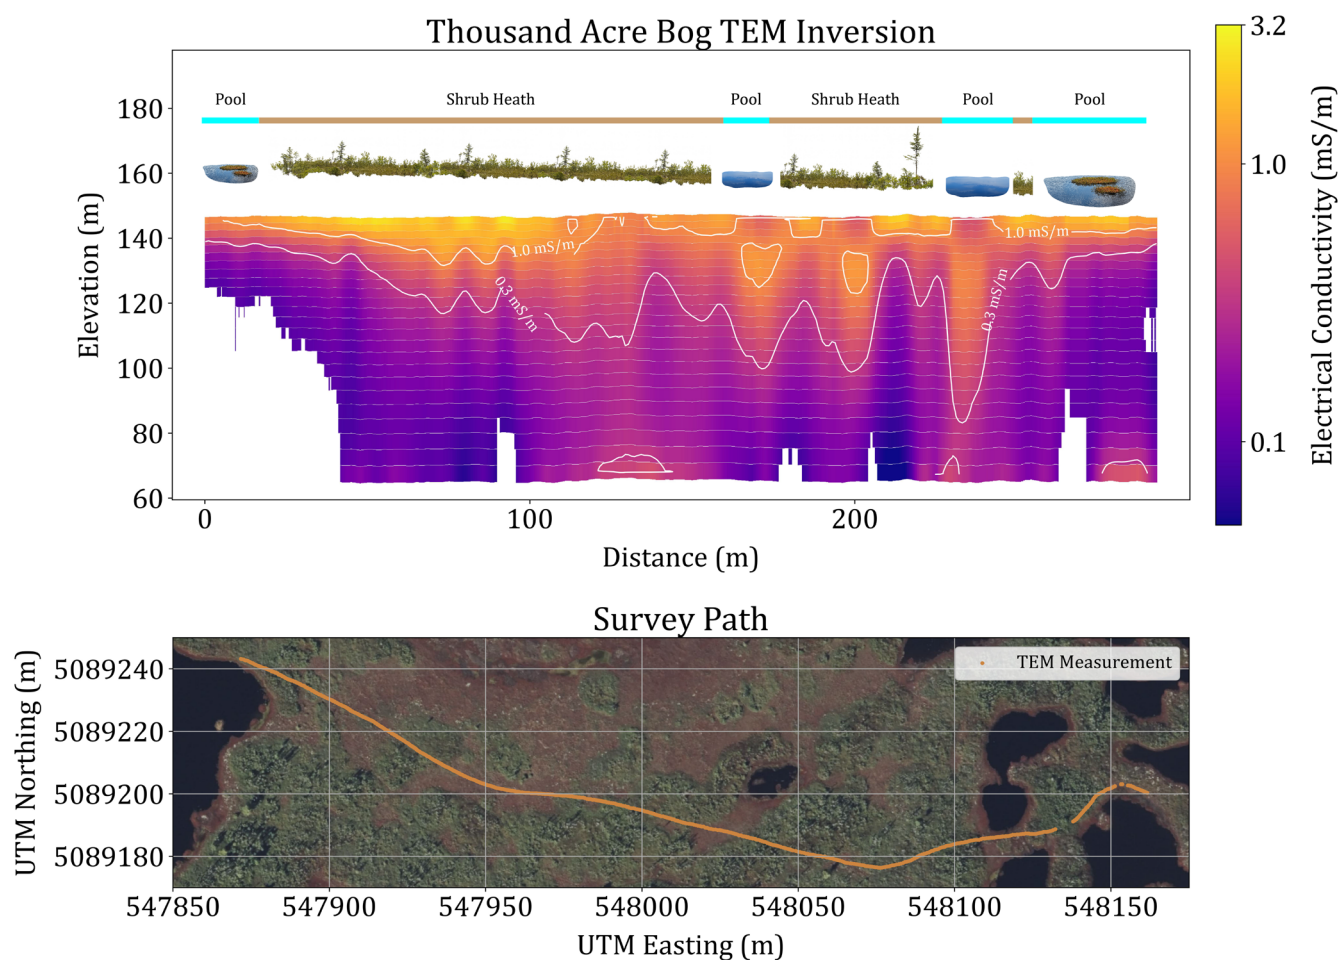 Thousand Acre Bog TEM Inversion
Pool Shrub Heath Pool Shrub Heath Pool Pool
180
160
140
120
100
80
60
Elevation (m)
1.0 mS/m
0.3 mS/m
0.3 mS/m
1.0 mS/m
0 100 200
Distance (m)
3.2
1.0
0.1
Electrical Conductivity (mS/m)
Survey Path
TEM Measurement
5089240
5089220
5089200
5089180
UTM Northing (m)
547850 547900 547950 548000 548050 548100 548150
UTM Easting (m)